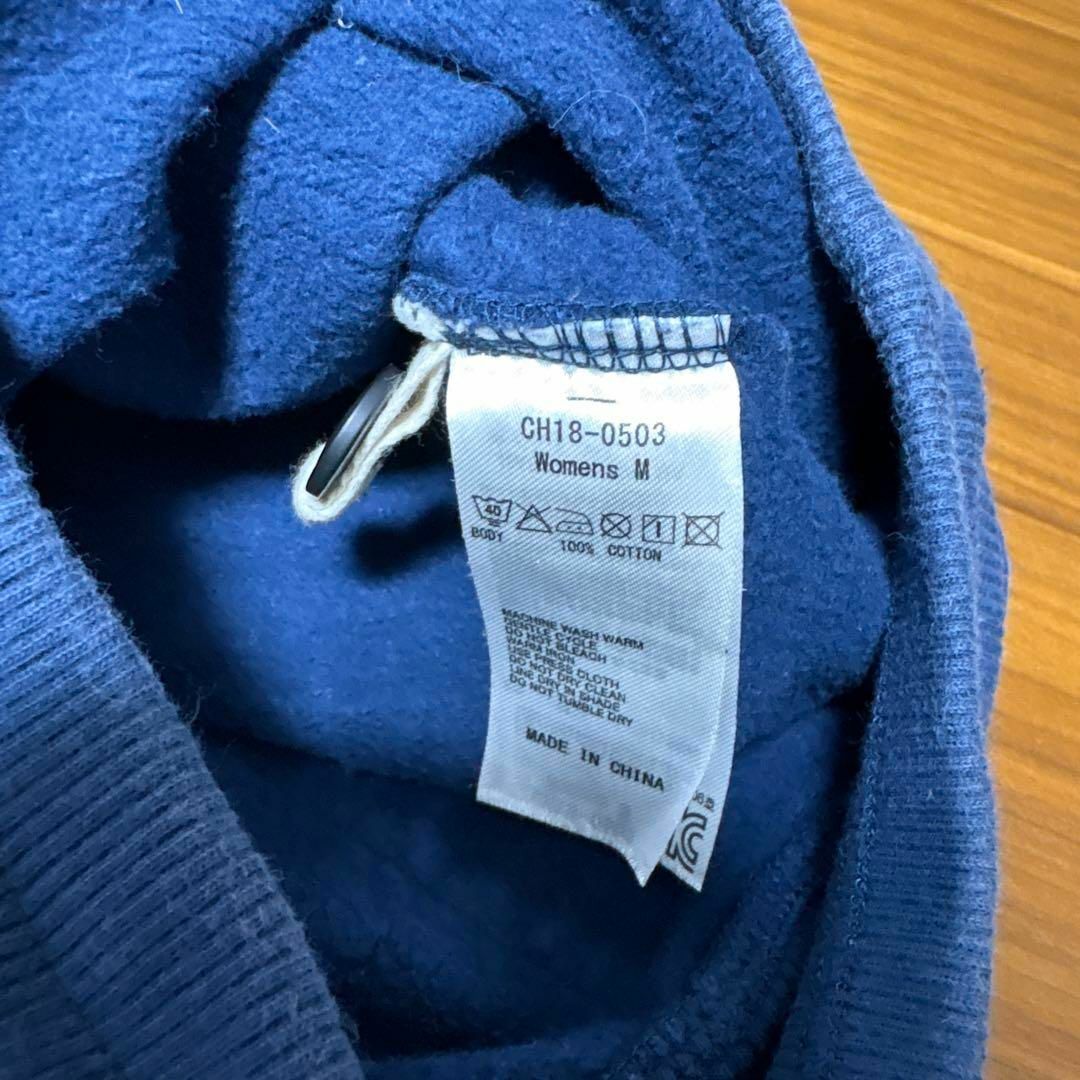 CH18-0503
Womens M
40
1
BODY 100% COTTON
MACHINE WASH WARM
GENTLE CYCLE
DO NOT BLEACH
WARM IRON
USE PRESS CLOTH
DO NOT DRY CLEAN
LINE DRY IN SHADE
DO NOT TUMBLE DRY
MADE IN CHINA